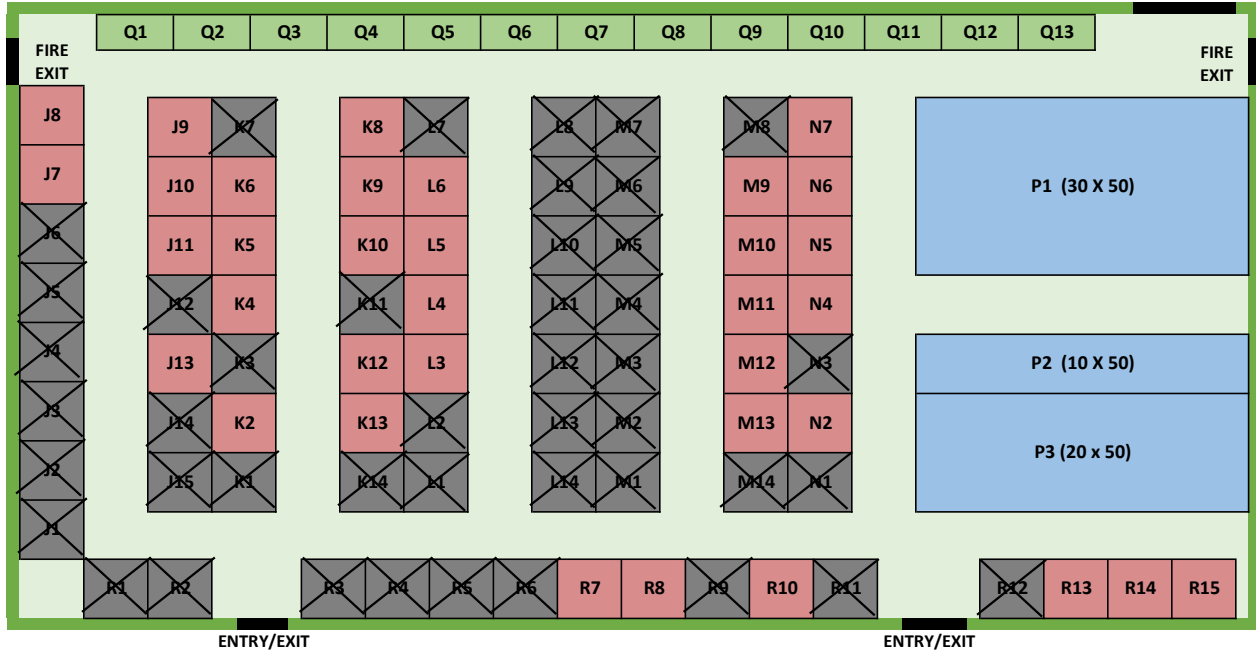 Q1 Q2 Q3 Q4 Q5 Q6 Q7 Q8 Q9 Q10 Q11 Q12 Q13
FIRE
EXIT
FIRE
EXIT
J8 J9 K7 K8 L7 L8 M7 M8 N7
J7 J10 K6 K9 L6 L9 M6 M9 N6 P1 (30 X 50)
J6 J11 K5 K10 L5 L10 M5 M10 N5
J5 J12 K4 K11 L4 L11 M4 M11 N4
J4 J13 K3 K12 L3 L12 M3 M12 N3 P2 (10 X 50)
J3 J14 K2 K13 L2 L13 M2 M13 N2 P3 (20 x 50)
J2 J15 K1 K14 L1 L14 M1 M14 N1
J1
R1 R2 R3 R4 R5 R6 R7 R8 R9 R10 R11 R12 R13 R14 R15
ENTRY/EXIT ENTRY/EXIT